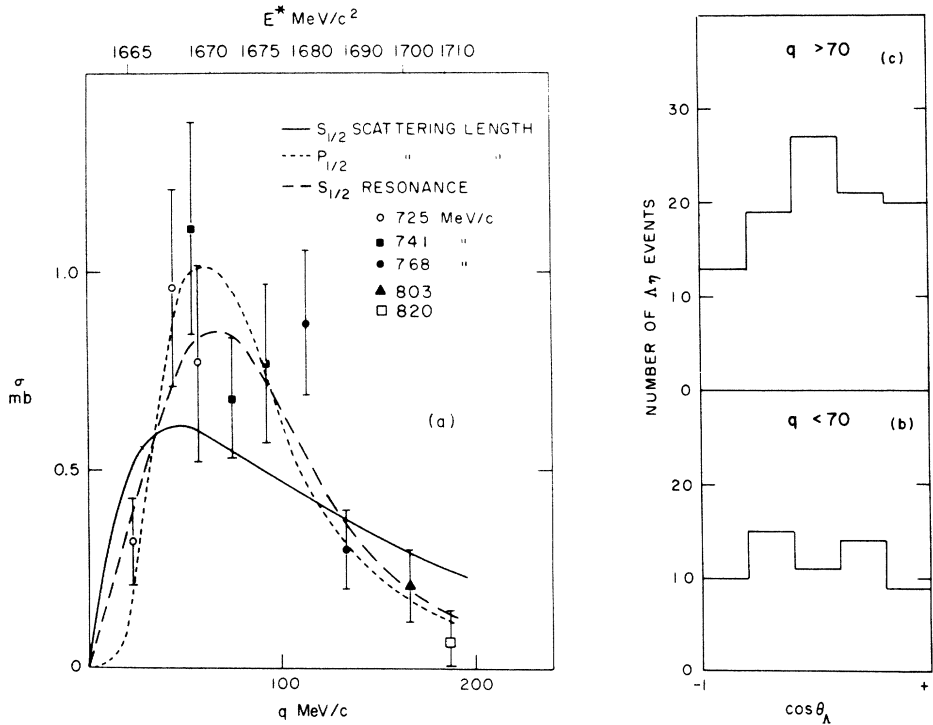 E* MeV/c²
1665 1670 1675 1680 1690 1700 1710
S1/2 SCATTERING LENGTH
P1/2 " "
S1/2 RESONANCE
725 MeV/c
741 "
768 "
803
820
1.0
0.5
0
σ
mb
(a)
0 100 200
q MeV/c
q >70 (c)
30
20
10
0
NUMBER OF Λη EVENTS
q <70 (b)
20
10
0
-1 +
cosθΛ